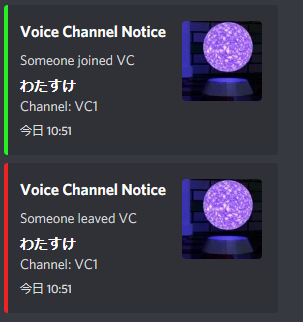 Voice Channel Notice
Someone joined VC
わたすけ
Channel: VC1
今日 10:51
Voice Channel Notice
Someone leaved VC
わたすけ
Channel: VC1
今日 10:51